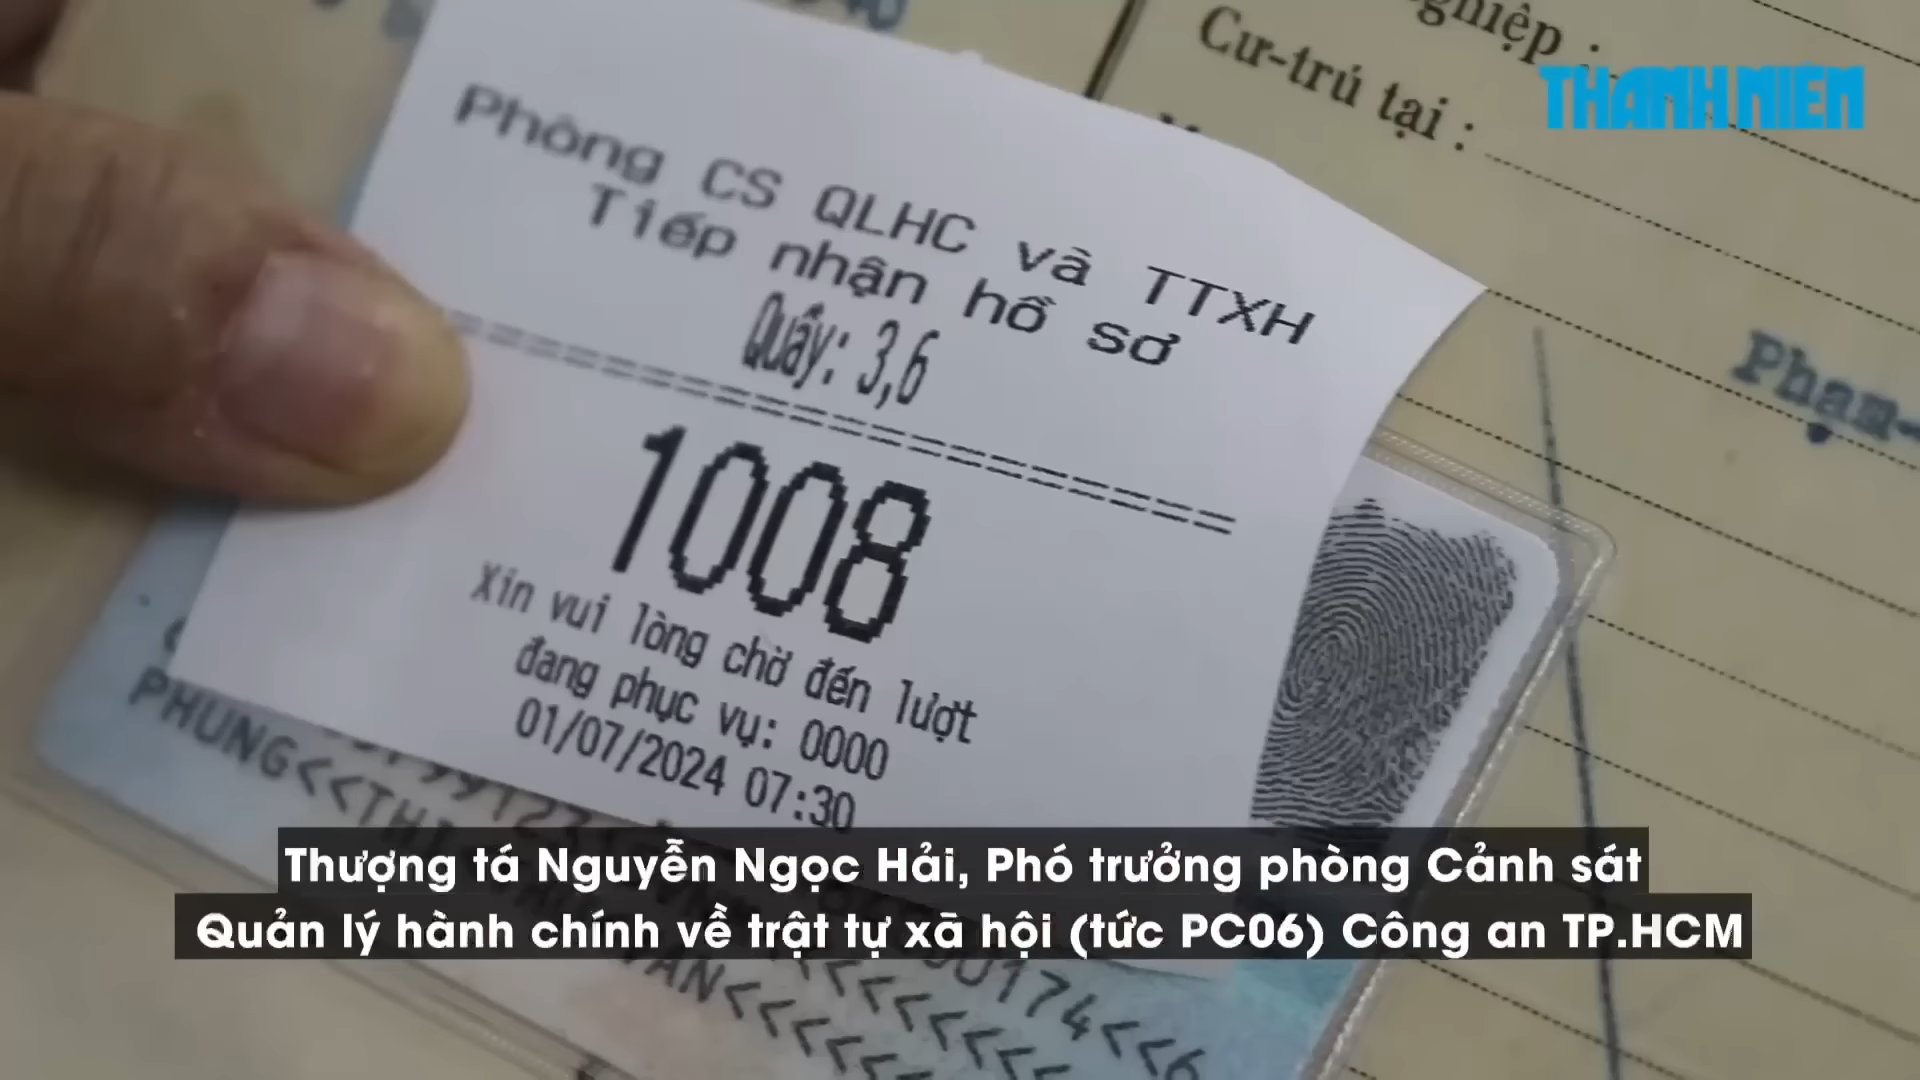 Cư-trú tại :
THANH NIÊN
Phòng CS QLHC và TTXH
Tiếp nhận hồ sơ
Quầy: 3,6
Phạm-
1008
Xin vui lòng chờ đến lượt
đang phục vụ: 0000
01/07/2024 07:30
PHUNG<<THI
Thượng tá Nguyễn Ngọc Hải, Phó trưởng phòng Cảnh sát
Quản lý hành chính về trật tự xã hội (tức PC06) Công an TP.HCM